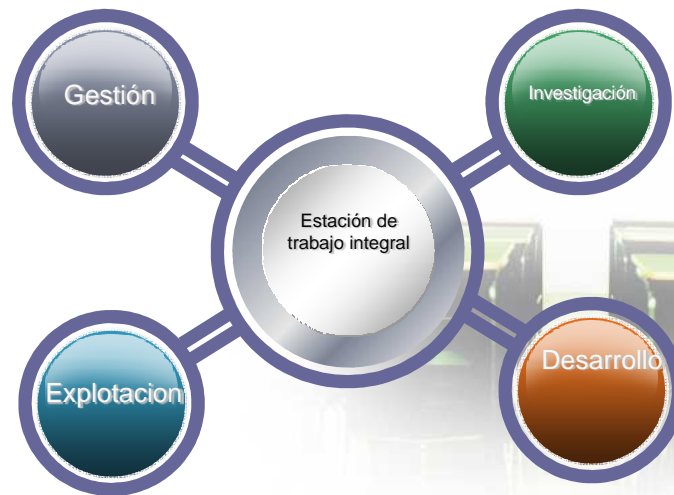 Gestión
Investigación
Estación de
trabajo integral
Explotacion
Desarrollo